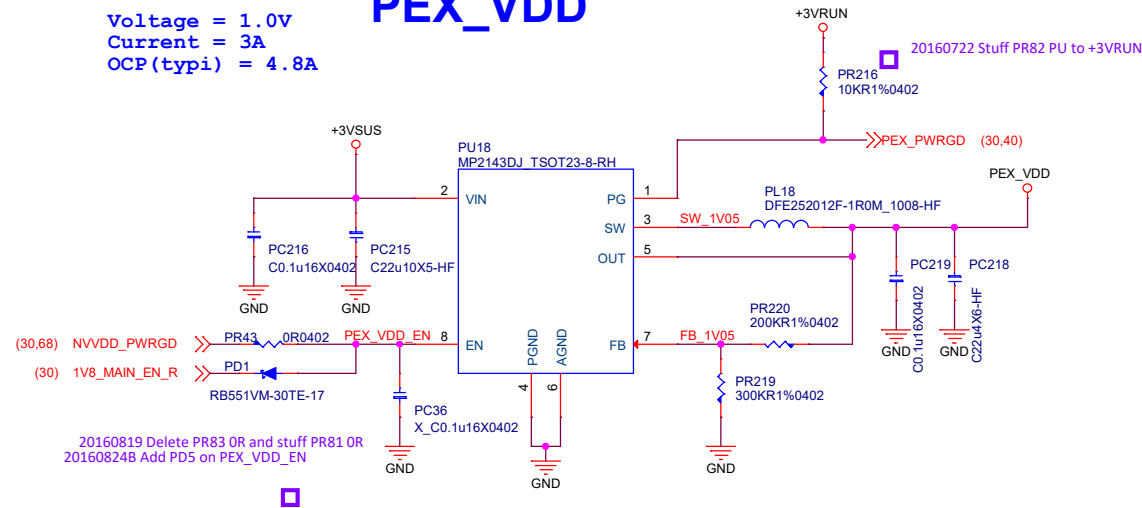 PEX_VDD
Voltage = 1.0V
Current = 3A
OCP(typi) = 4.8A
+3VRUN
20160722 Stuff PR82 PU to +3VRUN
PR216
10KR1%0402
+3VSUS
PEX_PWRGD (30,40)
PU18
MP2143DJ_TSOT23-8-RH
PEX_VDD
2
VIN
PG
1
PL18
DFE252012F-1R0M_1008-HF
SW
3
SW_1V05
OUT
5
PC216
C0.1u16X0402
PC215
C22u10X5-HF
PC219
C0.1u16X0402
PC218
C22u4X6-HF
GND
GND
PR220
200KR1%0402
(30,68) NVVDD_PWRGD
PR43
0R0402
PEX_VDD_EN
8
EN
PGND
AGND
FB
7
FB_1V05
GND
GND
(30) 1V8_MAIN_EN_R
PD1
RB551VM-30TE-17
4
6
PR219
300KR1%0402
PC36
X_C0.1u16X0402
20160819 Delete PR83 0R and stuff PR81 0R
20160824B Add PD5 on PEX_VDD_EN
GND
GND
GND